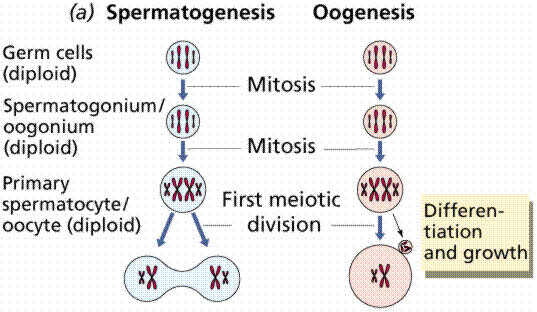 (a) Spermatogenesis Oogenesis
Germ cells
(diploid)
Mitosis
Spermatogonium/
oogonium
(diploid)
Mitosis
Primary
spermatocyte/
oocyte (diploid)
First meiotic
division
Differen-
tiation
and growth